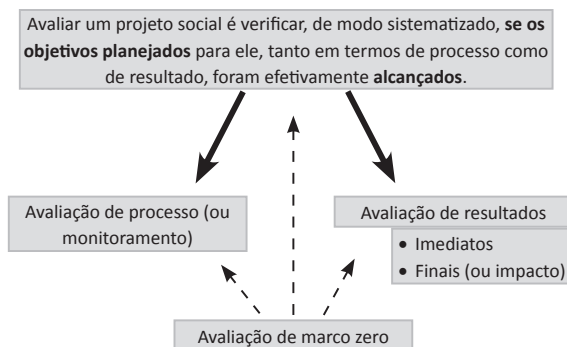 Avaliar um projeto social é verificar, de modo sistematizado, se os
objetivos planejados para ele, tanto em termos de processo como
de resultado, foram efetivamente alcançados.
Avaliação de processo (ou
monitoramento)
Avaliação de resultados
• Imediatos
• Finais (ou impacto)
Avaliação de marco zero